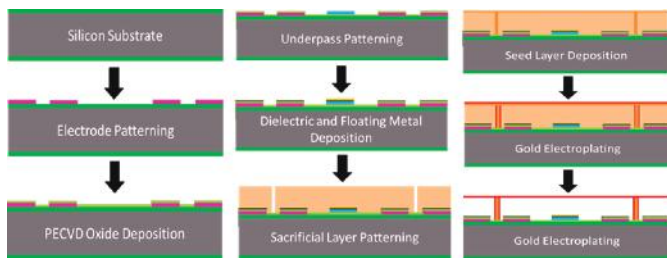 Silicon Substrate
Electrode Patterning
PECVD Oxide Deposition
Underpass Patterning
Dielectric and Floating Metal
Deposition
Sacrificial Layer Patterning
Seed Layer Deposition
Gold Electroplating
Gold Electroplating